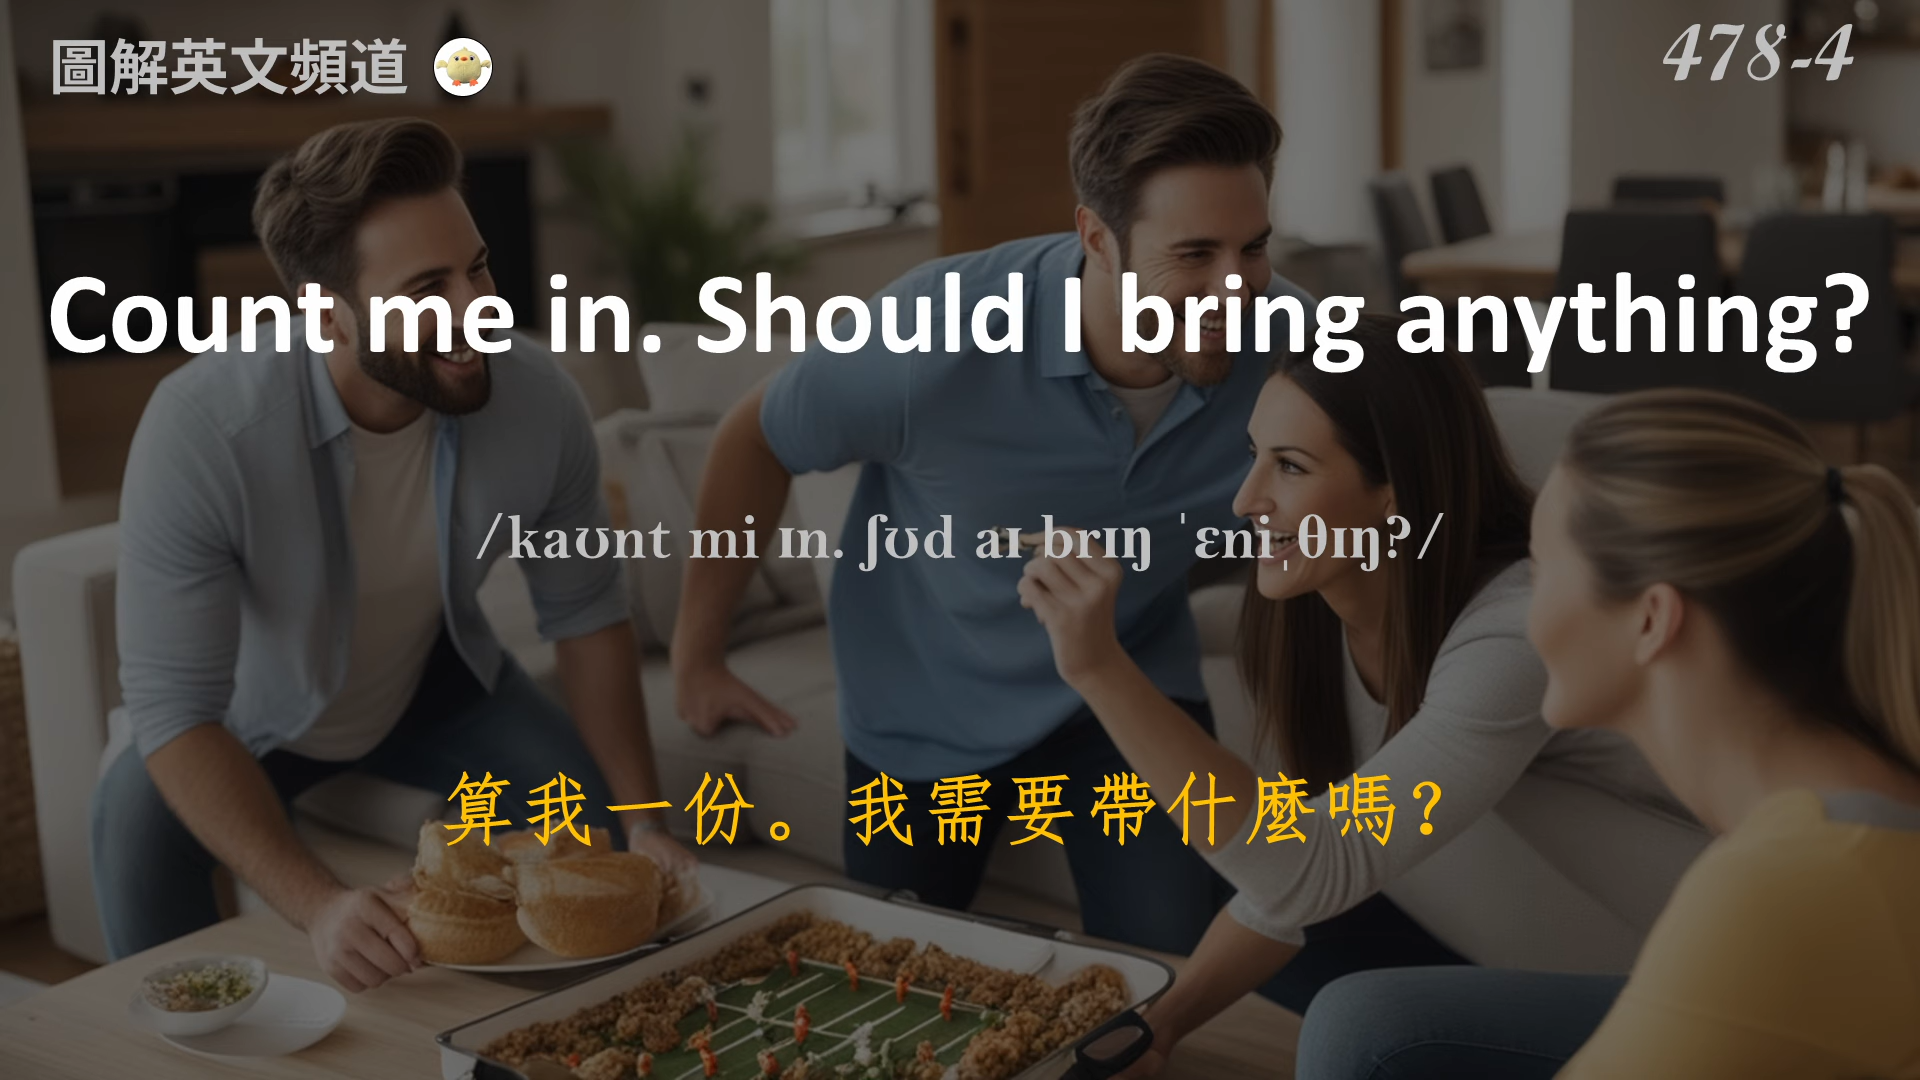 圖解英文頻道
478-4
Count me in. Should I bring anything?
/kaʊnt mi ɪn. ʃʊd aɪ brɪŋ ˈɛniˌθɪŋ?/
算我一份。我需要帶什麼嗎？